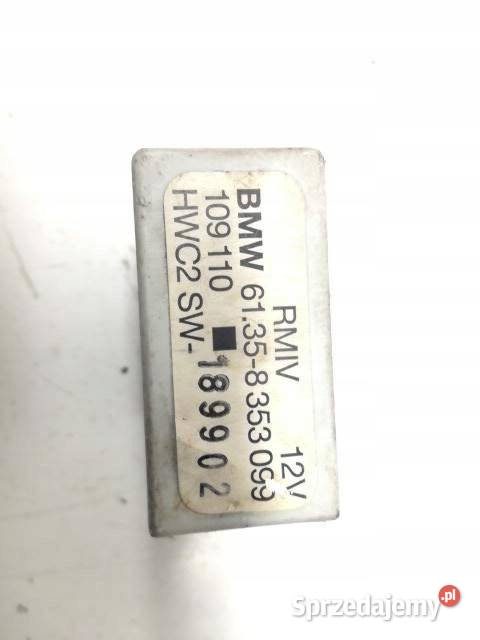 RMIV 12V
BMW 61.35-8 353 099
109 110 ■ 189902
HWC2 SW-
Sprzedajemy.pl